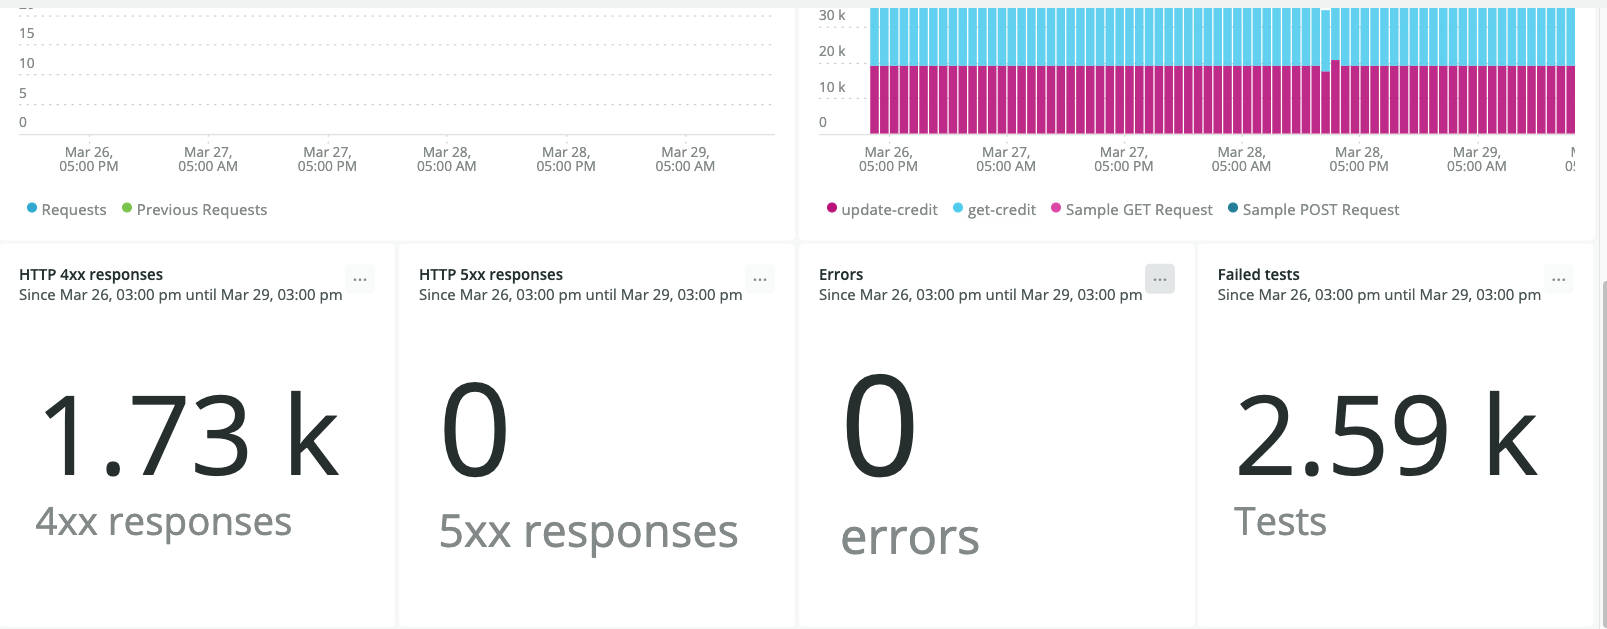 15
10
5
0
Mar 26,
05:00 PM
Mar 27,
05:00 AM
Mar 27,
05:00 PM
Mar 28,
05:00 AM
Mar 28,
05:00 PM
Mar 29,
05:00 AM
Requests
Previous Requests
30 k
20 k
10 k
0
Mar 26,
05:00 PM
Mar 27,
05:00 AM
Mar 27,
05:00 PM
Mar 28,
05:00 AM
Mar 28,
05:00 PM
Mar 29,
05:00 AM
update-credit
get-credit
Sample GET Request
Sample POST Request
HTTP 4xx responses
Since Mar 26, 03:00 pm until Mar 29, 03:00 pm
...
1.73 k
4xx responses
HTTP 5xx responses
Since Mar 26, 03:00 pm until Mar 29, 03:00 pm
...
0
5xx responses
Errors
Since Mar 26, 03:00 pm until Mar 29, 03:00 pm
...
0
errors
Failed tests
Since Mar 26, 03:00 pm until Mar 29, 03:00 pm
...
2.59 k
Tests